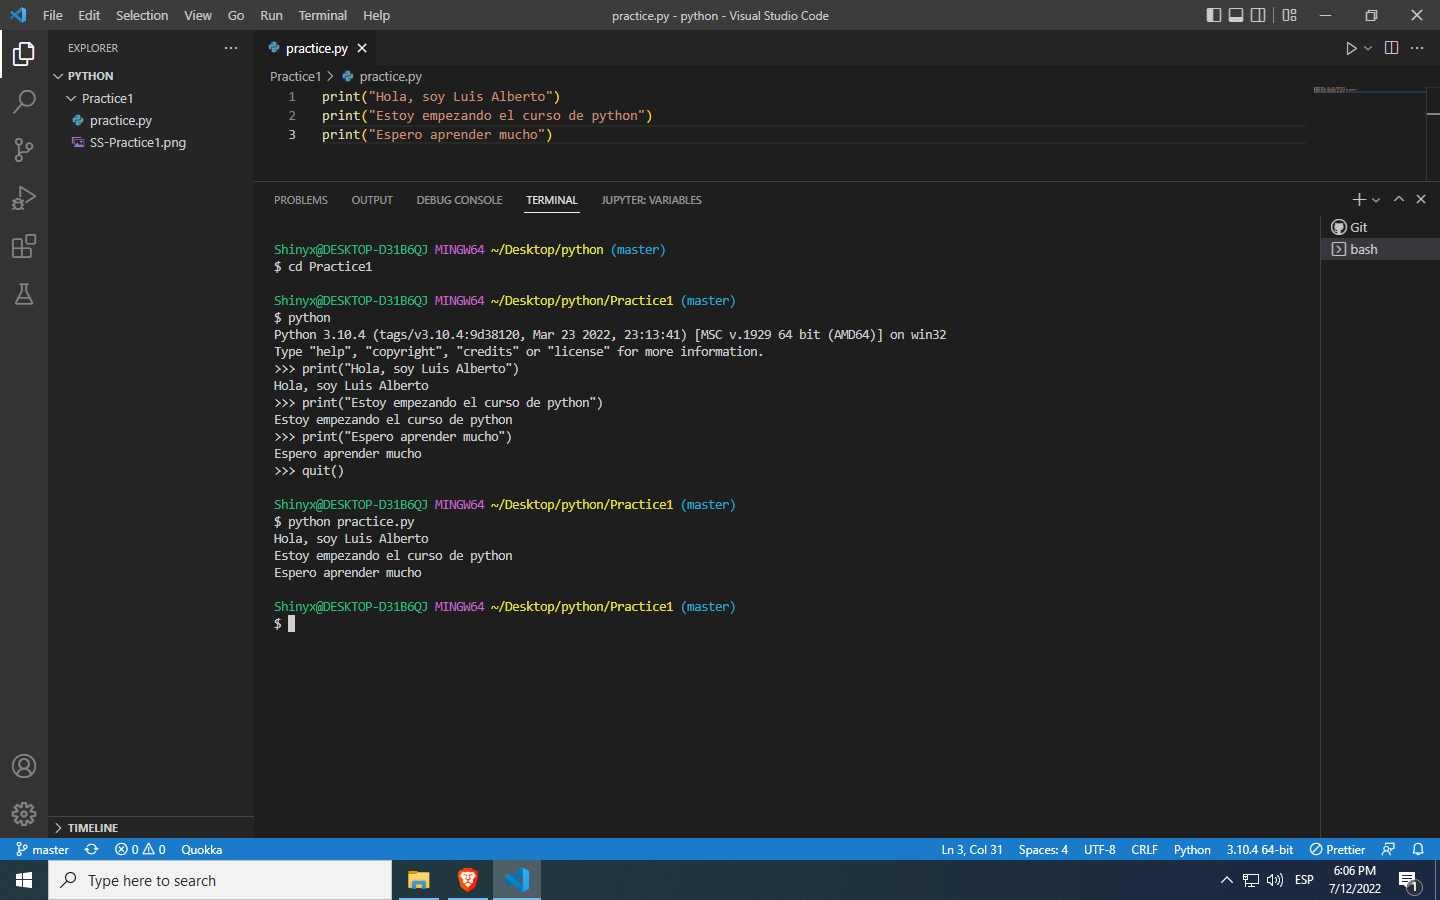 File Edit Selection View Go Run Terminal Help
practice.py - python - Visual Studio Code
EXPLORER
PYTHON
Practice1
practice.py
SS-Practice1.png
TIMELINE
practice.py
Practice1 > practice.py
1 print("Hola, soy Luis Alberto")
2 print("Estoy empezando el curso de python")
3 print("Espero aprender mucho")
PROBLEMS OUTPUT DEBUG CONSOLE TERMINAL JUPYTER: VARIABLES
Shinyx@DESKTOP-D31B6QJ MINGW64 ~/Desktop/python (master)
$ cd Practice1
Shinyx@DESKTOP-D31B6QJ MINGW64 ~/Desktop/python/Practice1 (master)
$ python
Python 3.10.4 (tags/v3.10.4:9d38120, Mar 23 2022, 23:13:41) [MSC v.1929 64 bit (AMD64)] on win32
Type "help", "copyright", "credits" or "license" for more information.
>>> print("Hola, soy Luis Alberto")
Hola, soy Luis Alberto
>>> print("Estoy empezando el curso de python")
Estoy empezando el curso de python
>>> print("Espero aprender mucho")
Espero aprender mucho
>>> quit()
Shinyx@DESKTOP-D31B6QJ MINGW64 ~/Desktop/python/Practice1 (master)
$ python practice.py
Hola, soy Luis Alberto
Estoy empezando el curso de python
Espero aprender mucho
Shinyx@DESKTOP-D31B6QJ MINGW64 ~/Desktop/python/Practice1 (master)
$
Git
bash
master 0 0 Quokka
Ln 3, Col 31 Spaces: 4 UTF-8 CRLF Python 3.10.4 64-bit Prettier
Type here to search
ESP
6:06 PM
7/12/2022
1